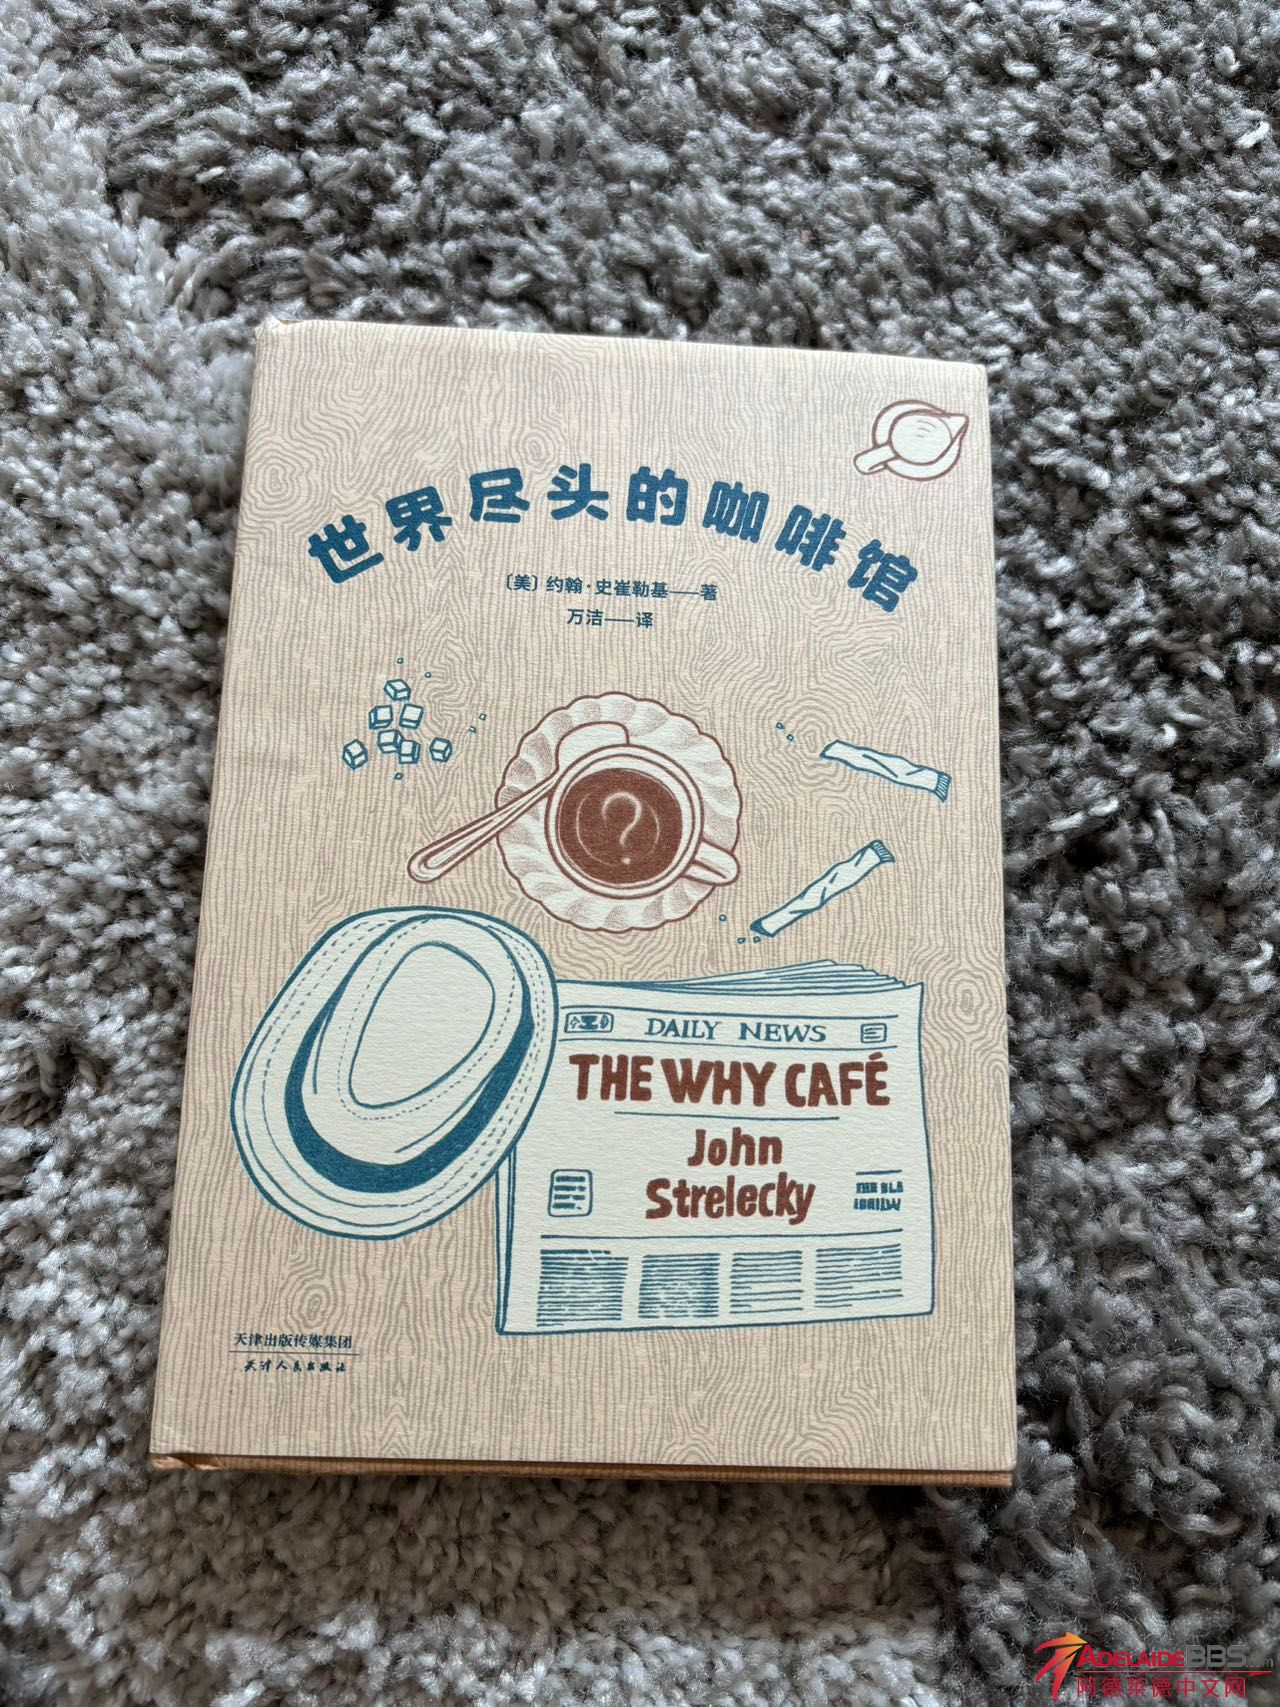 世界尽头的咖啡馆
〔美〕约翰·史崔勒基——著
万洁——译
DAILY NEWS
THE WHY CAFÉ
John
Strelecky
天津出版传媒集团
天津人民出版社
ADELAIDEBBS.com
阿德莱德中文网